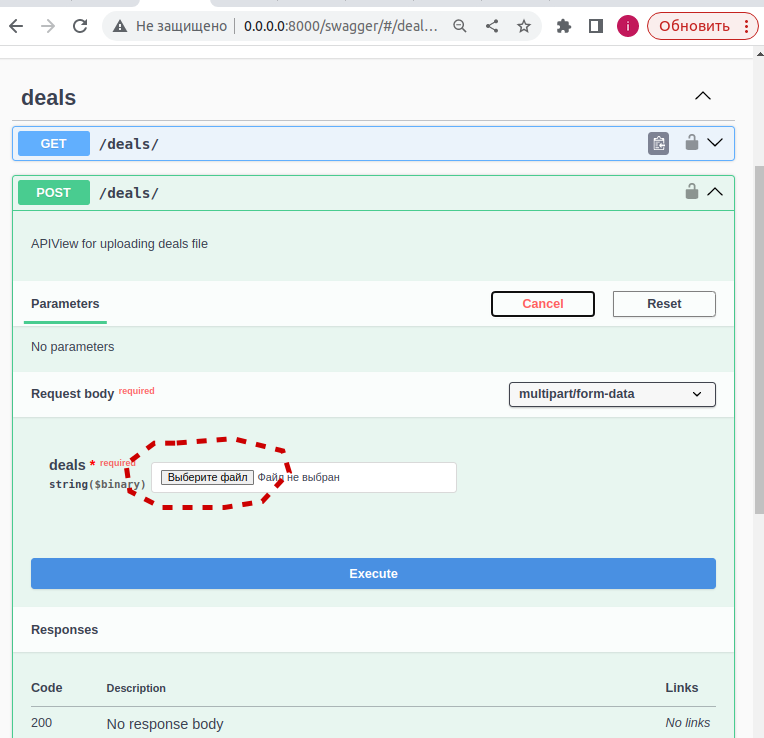 Не защищено 0.0.0.0:8000/swagger/#/deal... i Обновить
deals
GET /deals/
POST /deals/
APIView for uploading deals file
Parameters Cancel Reset
No parameters
Request body required multipart/form-data
deals * required
string($binary) Выберите файл Файл не выбран
Execute
Responses
Code Description Links
200 No response body No links